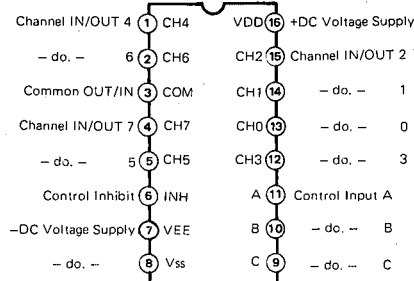 Channel IN/OUT 4 1 CH4 VDD 16 +DC Voltage Supply
– do. – 6 2 CH6 CH2 15 Channel IN/OUT 2
Common OUT/IN 3 COM CH1 14 – do. – 1
Channel IN/OUT 7 4 CH7 CH0 13 – do. – 0
– do. – 5 5 CH5 CH3 12 – do. – 3
Control Inhibit 6 INH A 11 Control Input A
–DC Voltage Supply 7 VEE B 10 – do. – B
– do. – 8 Vss C 9 – do. – C